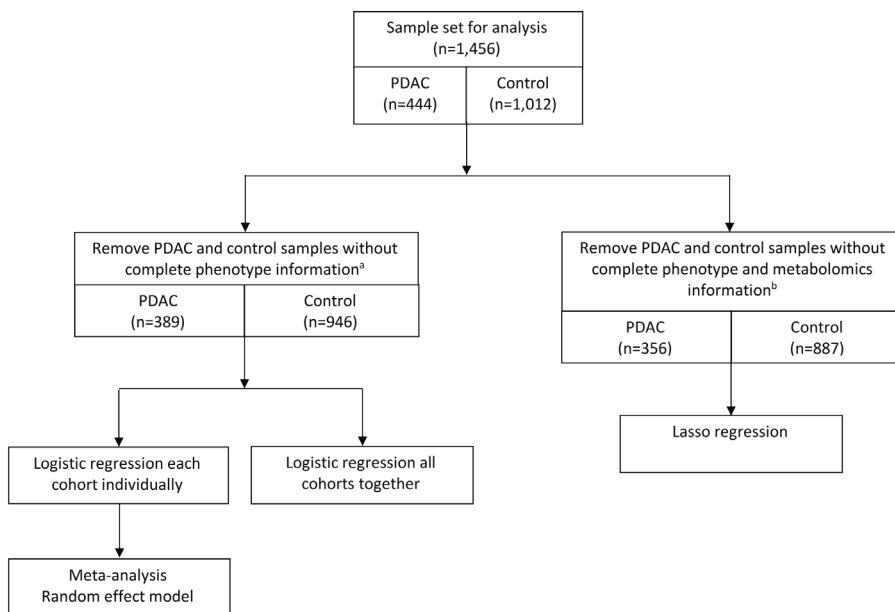 Sample set for analysis
(n=1,456)
PDAC
(n=444)
Control
(n=1,012)
Remove PDAC and control samples without
complete phenotype informationᵃ
PDAC
(n=389)
Control
(n=946)
Remove PDAC and control samples without
complete phenotype and metabolomics
informationᵇ
PDAC
(n=356)
Control
(n=887)
Logistic regression each
cohort individually
Logistic regression all
cohorts together
Lasso regression
Meta-analysis
Random effect model